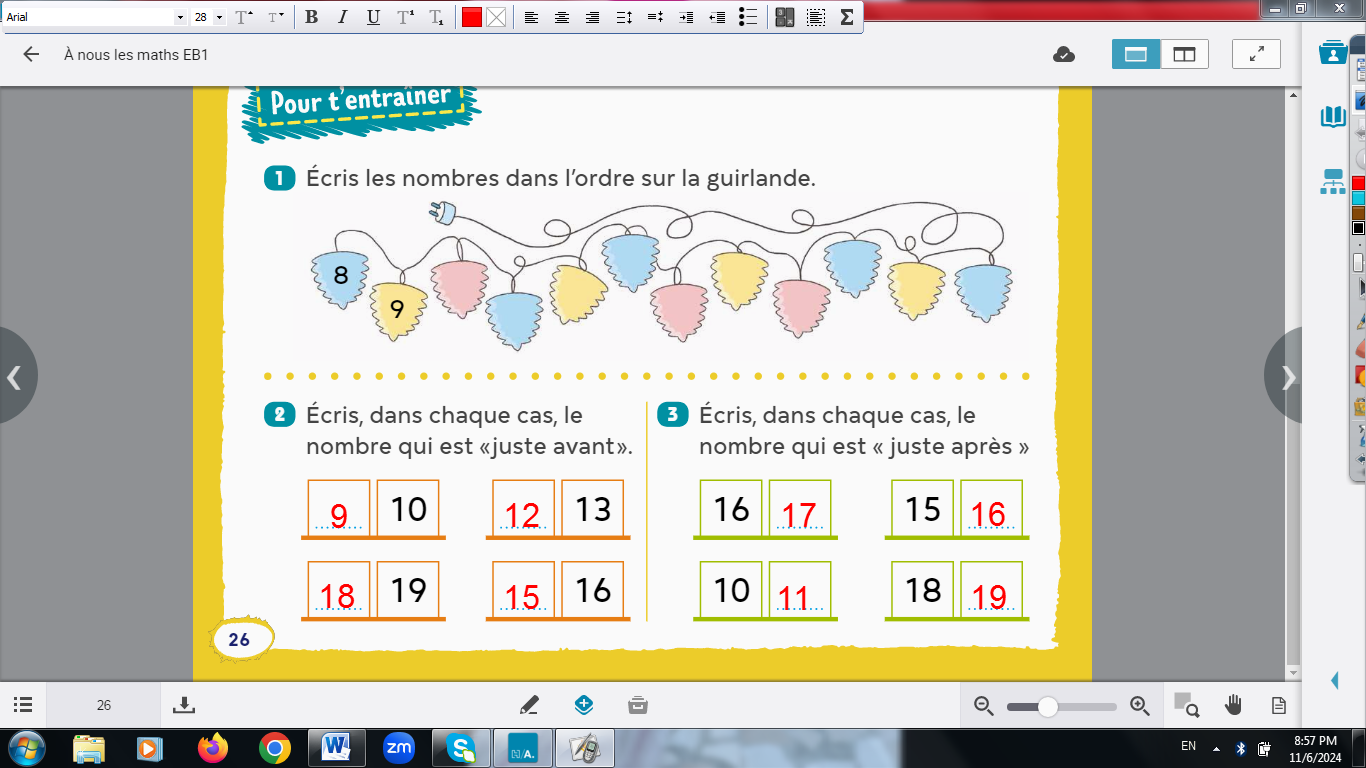 Arial 28 B I U T T Σ
À nous les maths EB1
Pour t'entraîner
1 Écris les nombres dans l'ordre sur la guirlande.
8
9
2 Écris, dans chaque cas, le
nombre qui est «juste avant».
9 10 12 13
18 19 15 16
3 Écris, dans chaque cas, le
nombre qui est « juste après »
16 17 15 16
10 11 18 19
26
26
W zm S N/A.
EN 8:57 PM
11/6/2024